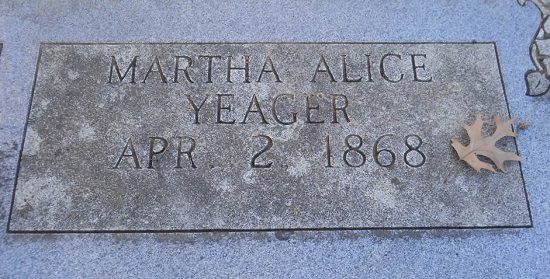 MARTHA ALICE
YEAGER
APR. 2 1868